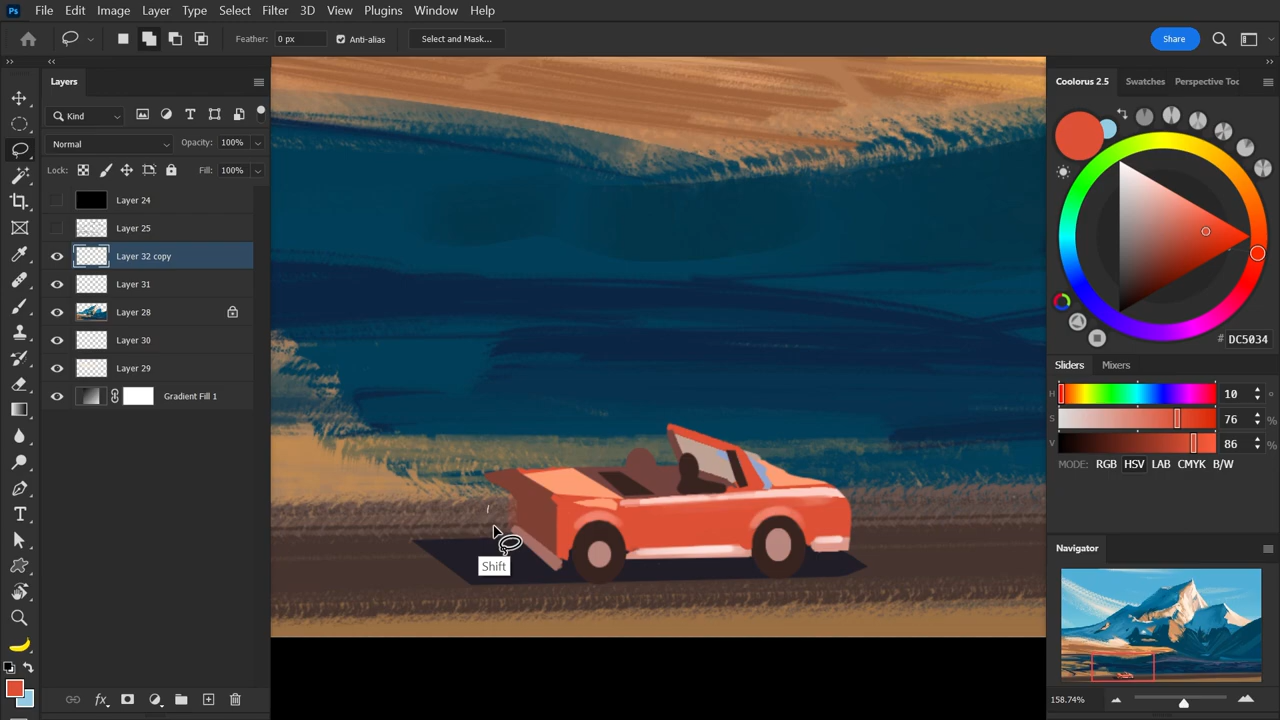 Ps File Edit Image Layer Type Select Filter 3D View Plugins Window Help
Feather: 0 px Anti-alias Select and Mask... Share
Layers
Kind
Normal Opacity: 100%
Lock: Fill: 100%
Layer 24
Layer 25
Layer 32 copy
Layer 31
Layer 28
Layer 30
Layer 29
Gradient Fill 1
fx
Shift
Coolorus 2.5 Swatches Perspective Toc
# DC5034
Sliders Mixers
H 10 °
S 76 %
V 86 %
MODE: RGB HSV LAB CMYK B/W
Navigator
158.74%